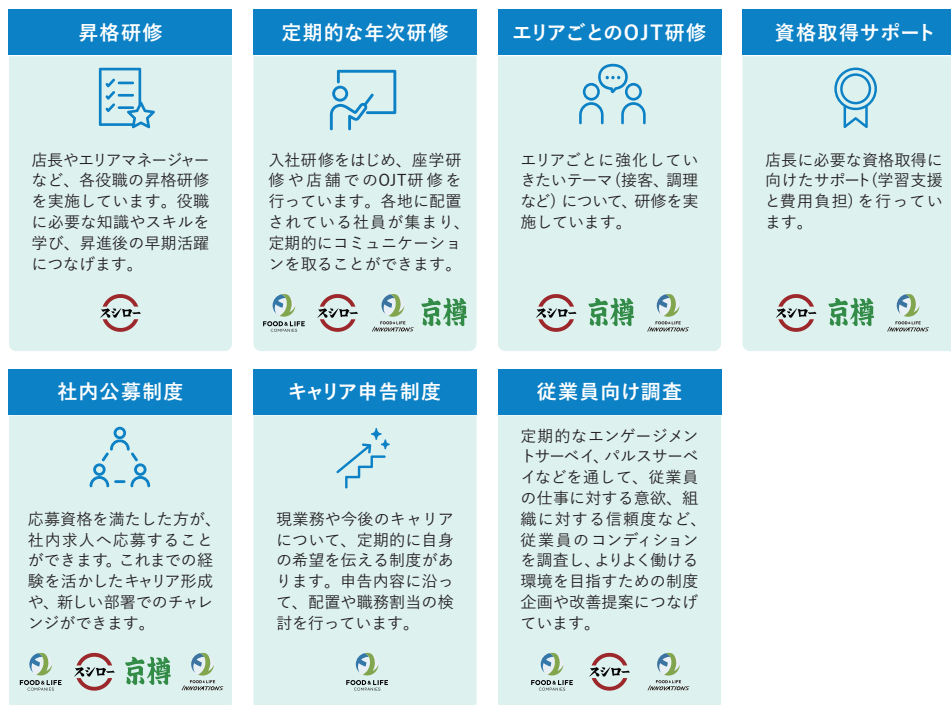 昇格研修
店長やエリアマネージャー
など、各役職の昇格研修
を実施しています。役職
に必要な知識やスキルを
学び、昇進後の早期活躍
につなげます。
スシロー
定期的な年次研修
入社研修をはじめ、座学研
修や店舗でのOJT研修を
行っています。各地に配置
されている社員が集まり、
定期的にコミュニケーショ
ンを取ることができます。
FOOD & LIFE
COMPANIES
スシロー
FOOD & LIFE
INNOVATIONS
京樽
エリアごとのOJT研修
エリアごとに強化してい
きたいテーマ(接客、調理
など)について、研修を実
施しています。
スシロー
京樽
FOOD & LIFE
INNOVATIONS
資格取得サポート
店長に必要な資格取得に
向けたサポート(学習支援
と費用負担)を行ってい
ます。
スシロー
京樽
FOOD & LIFE
INNOVATIONS
社内公募制度
応募資格を満たした方が、
社内求人へ応募すること
ができます。これまでの経
験を活かしたキャリア形成
や、新しい部署でのチャレ
ンジができます。
FOOD & LIFE
COMPANIES
スシロー
京樽
FOOD & LIFE
INNOVATIONS
キャリア申告制度
現業務や今後のキャリア
について、定期的に自身
の希望を伝える制度があ
ります。申告内容に沿っ
て、配置や職務割当の検
討を行っています。
FOOD & LIFE
COMPANIES
従業員向け調査
定期的なエンゲージメン
トサーベイ、パルスサーベ
イなどを通して、従業員
の仕事に対する意欲、組
織に対する信頼度など、
従業員のコンディション
を調査し、よりよく働ける
環境を目指すための制度
企画や改善提案につなげ
ています。
FOOD & LIFE
COMPANIES
スシロー
FOOD & LIFE
INNOVATIONS